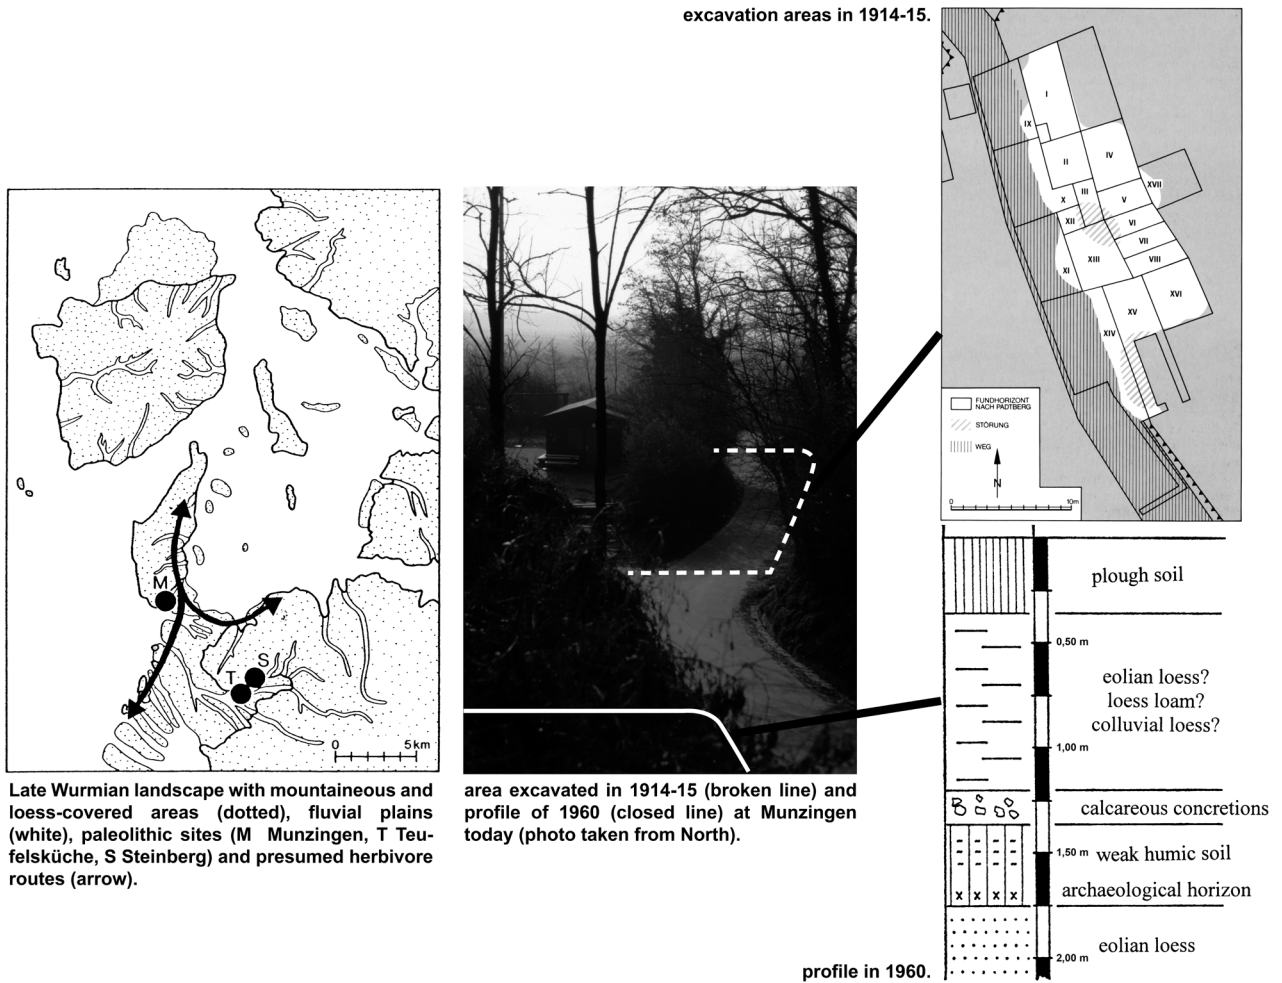 excavation areas in 1914-15.
I
IX
II
IV
III
XVII
X
V
XII
VI
VII
XIII
VIII
XI
XVI
XV
XIV
FUNDHORIZONT
NACH PADTBERG
STÖRUNG
WEG
N
0 10m
M
S
T
0 5km
Late Wurmian landscape with mountaineous and
loess-covered areas (dotted), fluvial plains
(white), paleolithic sites (M Munzingen, T Teu-
felsküche, S Steinberg) and presumed herbivore
routes (arrow).
area excavated in 1914-15 (broken line) and
profile of 1960 (closed line) at Munzingen
today (photo taken from North).
plough soil
0,50 m
eolian loess?
loess loam?
colluvial loess?
1,00 m
calcareous concretions
1,50 m
weak humic soil
archaeological horizon
x x x x
eolian loess
2,00 m
profile in 1960.